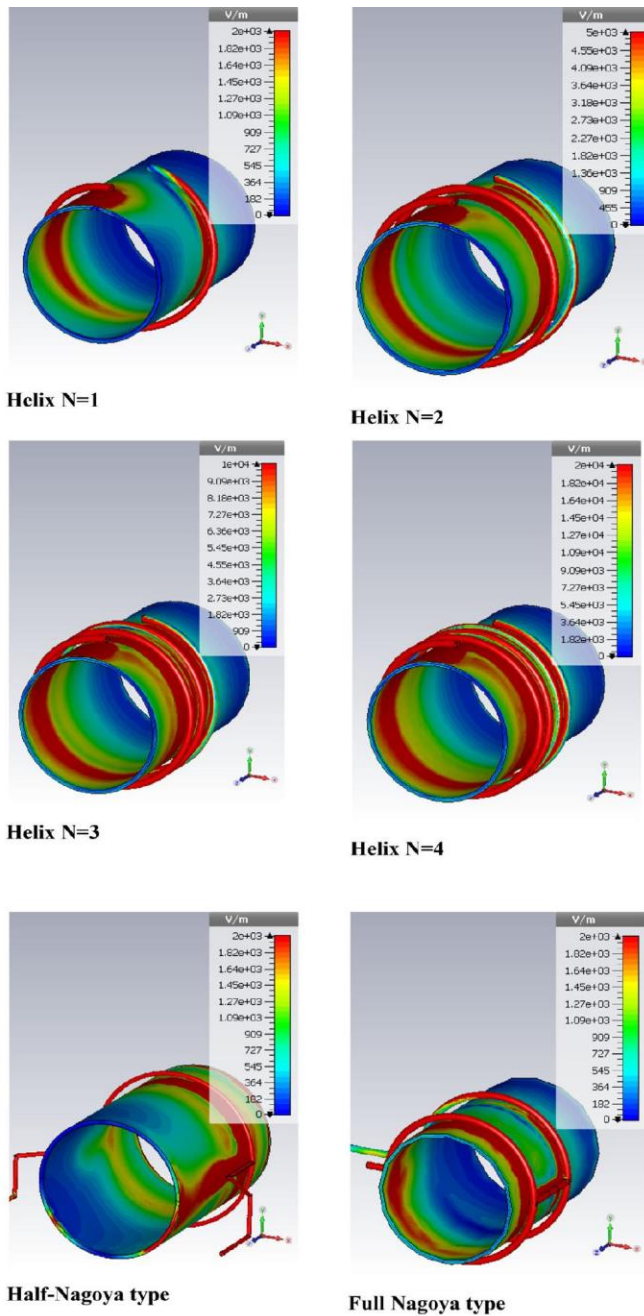 V/m
2e+03
1.82e+03
1.64e+03
1.45e+03
1.27e+03
1.09e+03
909
727
545
364
182
0
Helix N=1
V/m
5e+03
4.55e+03
4.09e+03
3.64e+03
3.18e+03
2.73e+03
2.27e+03
1.82e+03
1.36e+03
909
455
0
Helix N=2
V/m
1e+04
9.09e+03
8.18e+03
7.27e+03
6.36e+03
5.45e+03
4.55e+03
3.64e+03
2.73e+03
1.82e+03
909
0
Helix N=3
V/m
2e+04
1.82e+04
1.64e+04
1.45e+04
1.27e+04
1.09e+04
9.09e+03
7.27e+03
5.45e+03
3.64e+03
1.82e+03
0
Helix N=4
V/m
2e+03
1.82e+03
1.64e+03
1.45e+03
1.27e+03
1.09e+03
909
727
545
364
182
0
Half-Nagoya type
V/m
2e+03
1.82e+03
1.64e+03
1.45e+03
1.27e+03
1.09e+03
909
727
545
364
182
0
Full Nagoya type